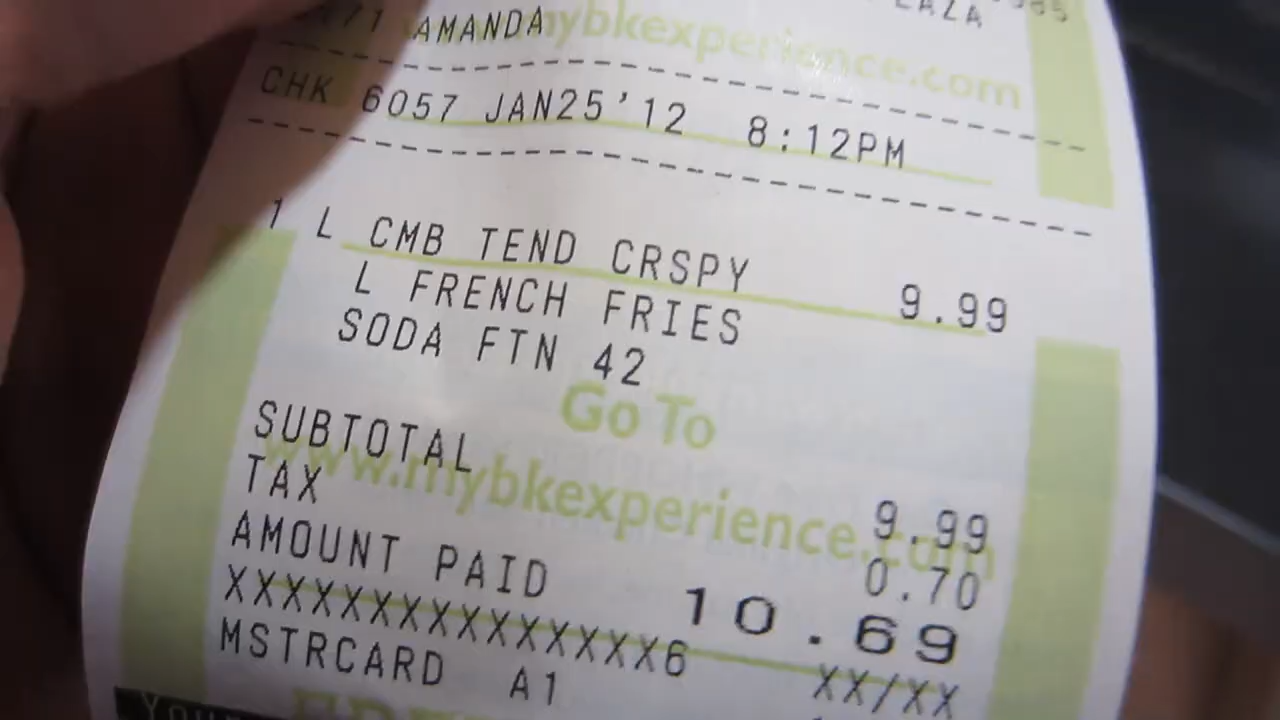 AMANDA
mybkexperience.com
CHK 6057 JAN25'12 8:12PM
1 L CMB TEND CRSPY 9.99
L FRENCH FRIES
SODA FTN 42
Go To
SUBTOTAL 9.99
www.mybkexperience.com
TAX 0.70
AMOUNT PAID 10.69
XXXXXXXXXXXXXXX6 XX/XX
MSTRCARD A1